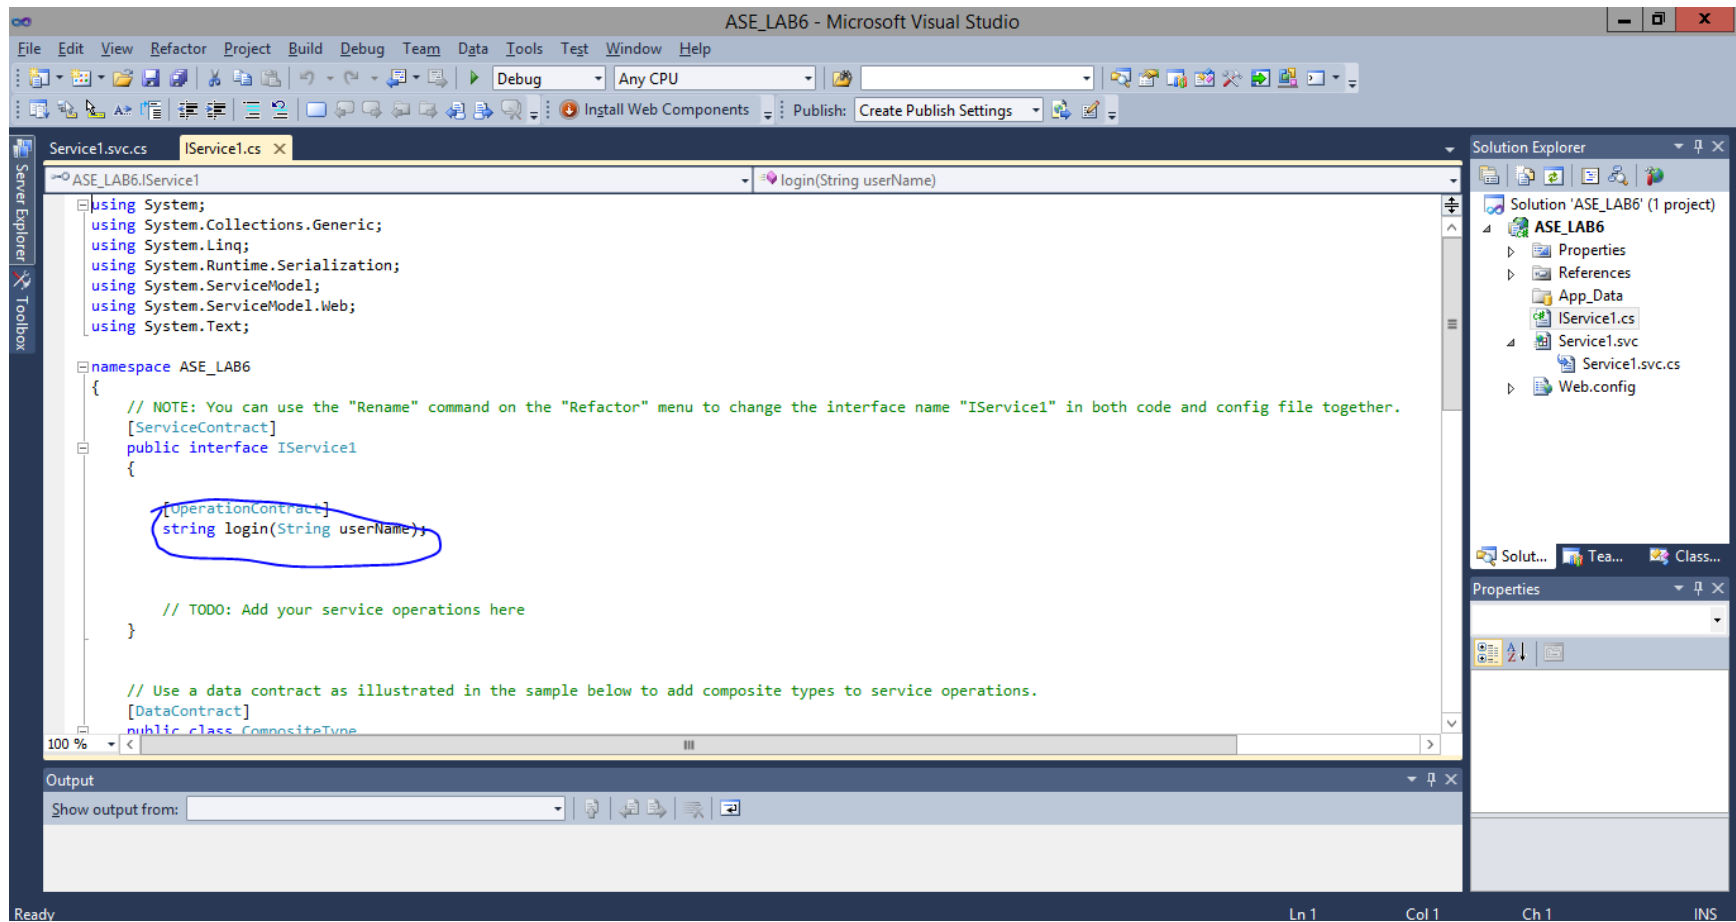 ASE_LAB6 - Microsoft Visual Studio
File Edit View Refactor Project Build Debug Team Data Tools Test Window Help
Debug Any CPU
Install Web Components Publish: Create Publish Settings
Server Explorer
Toolbox
Service1.svc.cs IService1.cs
ASE_LAB6.IService1 login(String userName)
using System;
using System.Collections.Generic;
using System.Linq;
using System.Runtime.Serialization;
using System.ServiceModel;
using System.ServiceModel.Web;
using System.Text;
namespace ASE_LAB6
{
// NOTE: You can use the "Rename" command on the "Refactor" menu to change the interface name "IService1" in both code and config file together.
[ServiceContract]
public interface IService1
{
[OperationContract]
string login(String userName);
// TODO: Add your service operations here
}
// Use a data contract as illustrated in the sample below to add composite types to service operations.
[DataContract]
public class CompositeType
100 %
Output
Show output from:
Solution Explorer
Solution 'ASE_LAB6' (1 project)
ASE_LAB6
Properties
References
App_Data
IService1.cs
Service1.svc
Service1.svc.cs
Web.config
Solut... Tea... Class...
Properties
Ready Ln 1 Col 1 Ch 1 INS